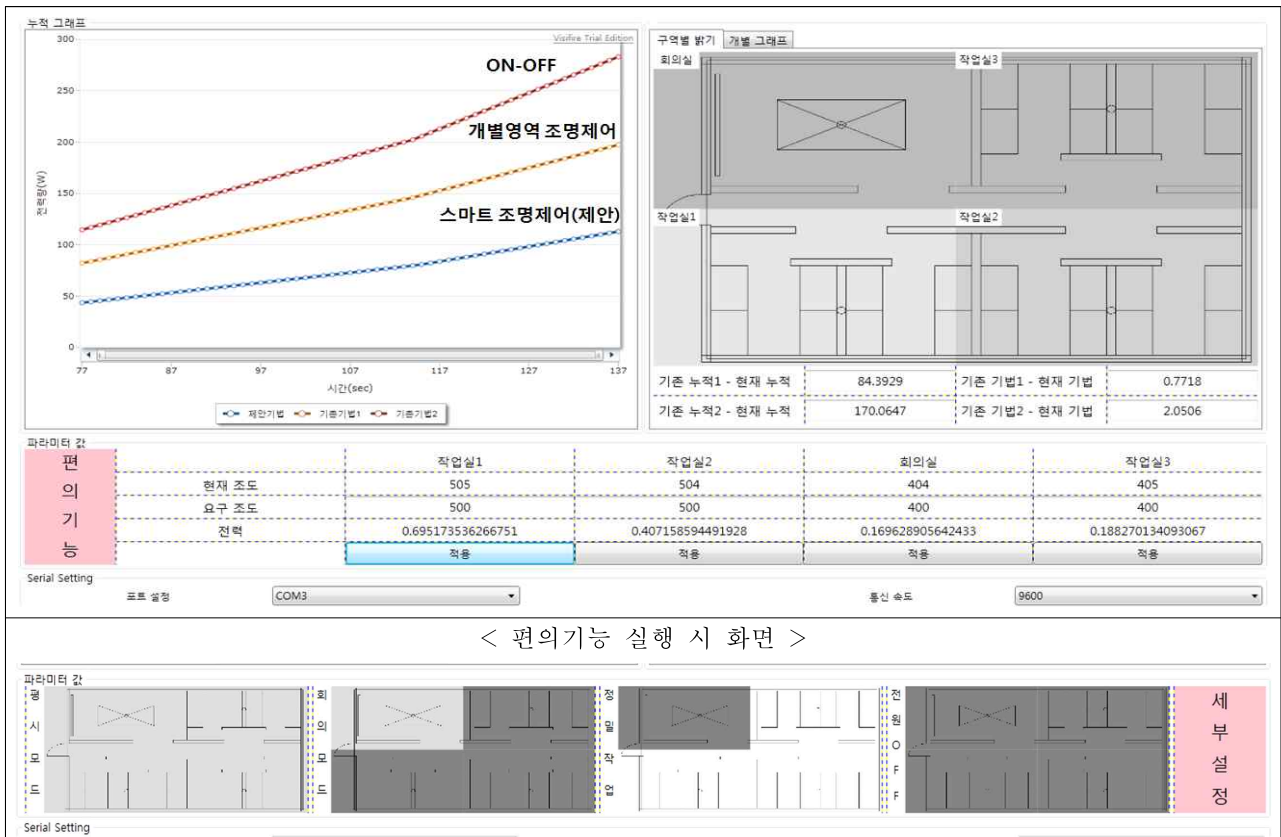 누적 그래프
Visifire Trial Edition
300
250
200
150
100
50
0
전력량(W)
ON-OFF
개별영역 조명제어
스마트 조명제어(제안)
77 87 97 107 117 127 137
시간(sec)
제안기법 기존기법1 기존기법2
구역별 밝기 개별 그래프
회의실 작업실3
작업실1 작업실2
기존 누적1 - 현재 누적 84.3929 기존 기법1 - 현재 기법 0.7718
기존 누적2 - 현재 누적 170.0647 기존 기법2 - 현재 기법 2.0506
파라미터 값
편의기능
작업실1 작업실2 회의실 작업실3
현재 조도 505 504 404 405
요구 조도 500 500 400 400
전력 0.695173536266751 0.407158594491928 0.169628905642433 0.188270134093067
적용 적용 적용 적용
Serial Setting
포트 설정 COM3 통신 속도 9600
< 편의기능 실행 시 화면 >
파라미터 값
평시모드
회의모드
정밀작업
전원OFF
세부설정
Serial Setting